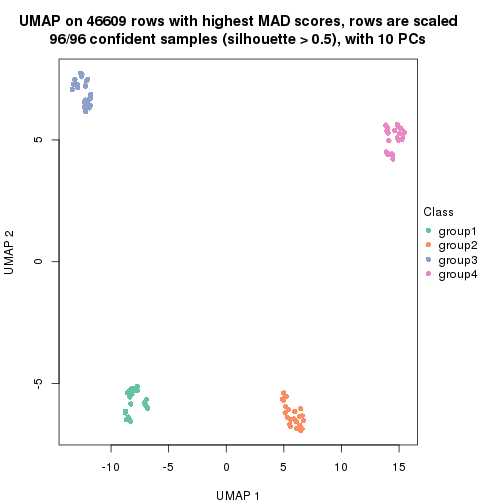 UMAP on 46609 rows with highest MAD scores, rows are scaled
96/96 confident samples (silhouette > 0.5), with 10 PCs
5
0
-5
UMAP 2
-10
-5
0
5
10
15
UMAP 1
Class
group1
group2
group3
group4